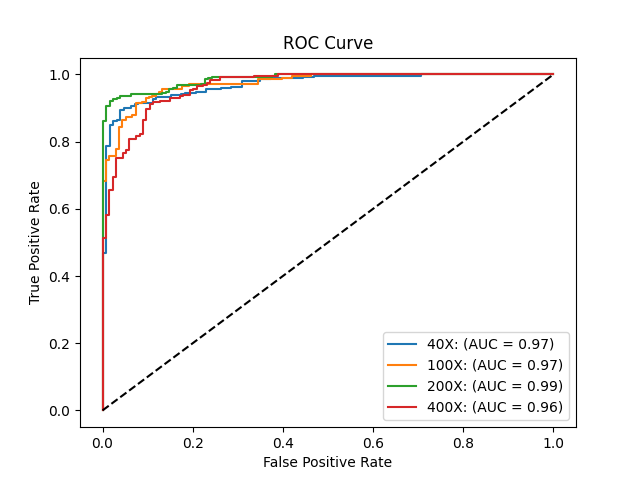 ROC Curve
True Positive Rate
1.0
0.8
0.6
0.4
0.2
0.0
0.0 0.2 0.4 0.6 0.8 1.0
False Positive Rate
40X: (AUC = 0.97)
100X: (AUC = 0.97)
200X: (AUC = 0.99)
400X: (AUC = 0.96)